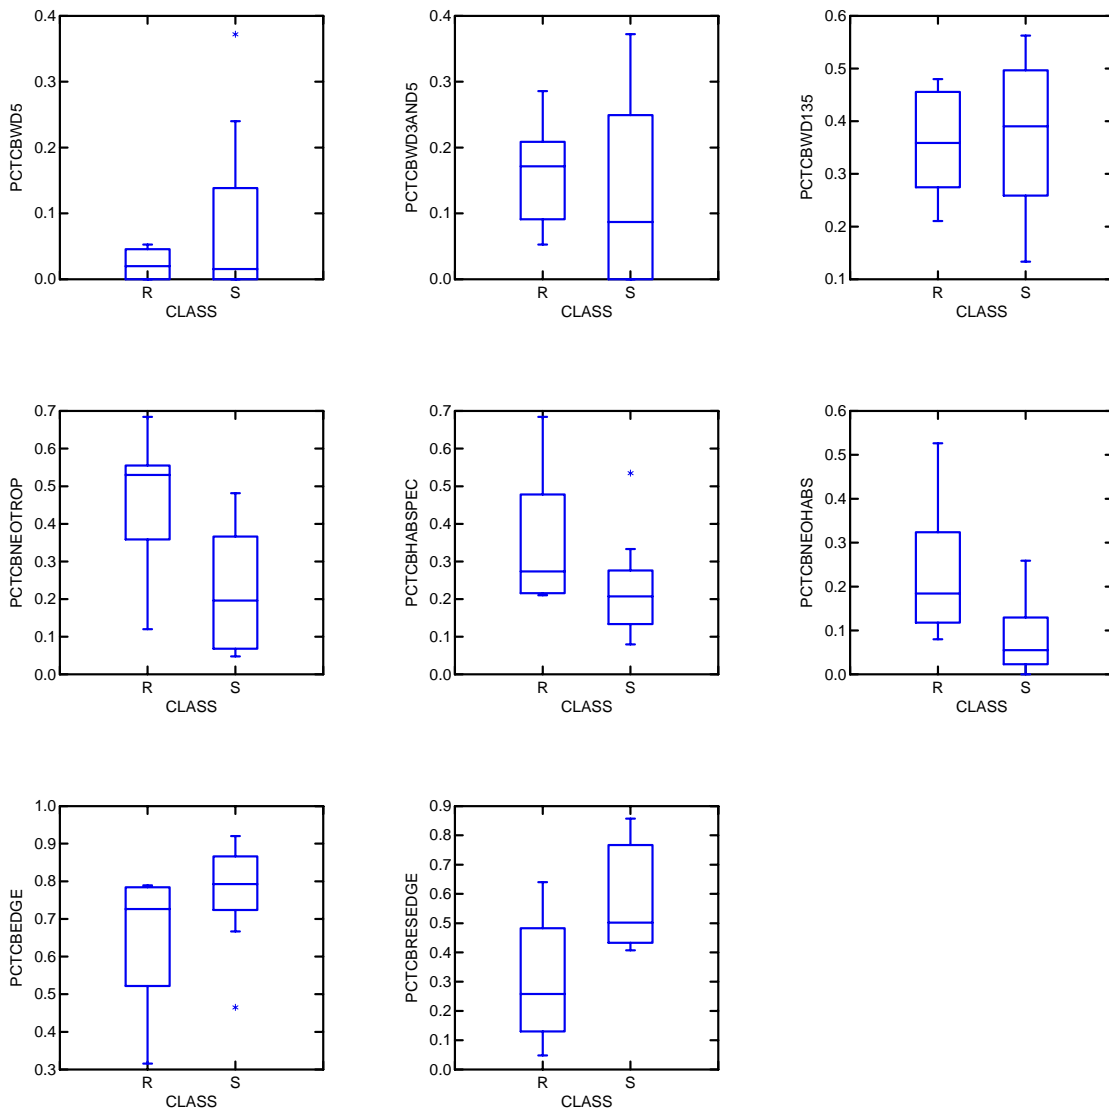 0.4
0.3
0.2
0.1
0.0
PCTCBWD5
R S
CLASS
0.4
0.3
0.2
0.1
0.0
PCTCBWD3AND5
R S
CLASS
0.6
0.5
0.4
0.3
0.2
0.1
PCTCBWD135
R S
CLASS
0.7
0.6
0.5
0.4
0.3
0.2
0.1
0.0
PCTCBNEOTROP
R S
CLASS
0.7
0.6
0.5
0.4
0.3
0.2
0.1
0.0
PCTCBHABSPEC
R S
CLASS
0.6
0.5
0.4
0.3
0.2
0.1
0.0
PCTCBNEOHABS
R S
CLASS
1.0
0.9
0.8
0.7
0.6
0.5
0.4
0.3
PCTCBEDGE
R S
CLASS
0.9
0.8
0.7
0.6
0.5
0.4
0.3
0.2
0.1
0.0
PCTCBRESEDGE
R S
CLASS